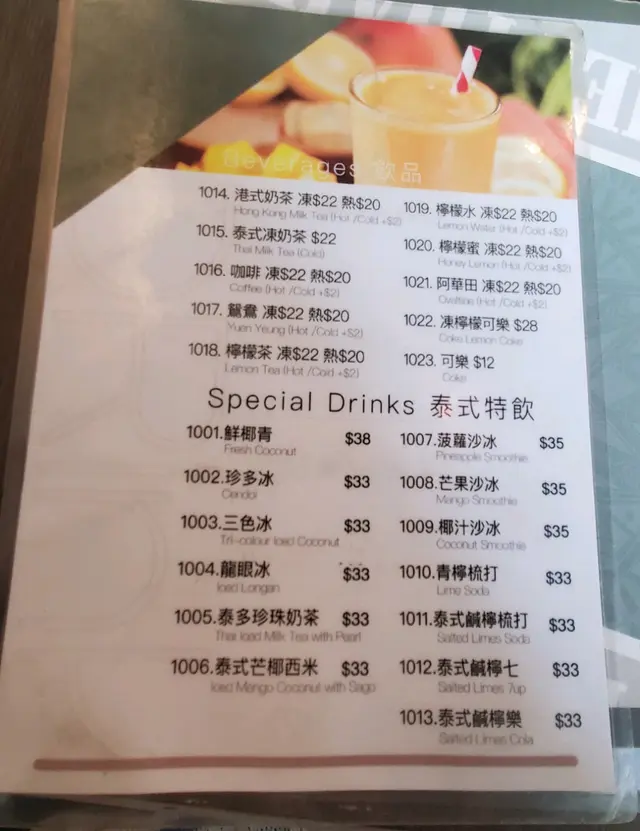 Beverages 飲品
1014. 港式奶茶 凍$22 熱$20
Hong Kong Milk Tea (Hot /Cold +$2)
1015. 泰式凍奶茶 $22
Thai Milk Tea (Cold)
1016. 咖啡 凍$22 熱$20
Coffee (Hot /Cold +$2)
1017. 鴛鴦 凍$22 熱$20
Yuen Yeung (Hot /Cold +$2)
1018. 檸檬茶 凍$22 熱$20
Lemon Tea (Hot /Cold +$2)
1019. 檸檬水 凍$22 熱$20
Lemon Water (Hot /Cold +$2)
1020. 檸檬蜜 凍$22 熱$20
Honey Lemon (Hot /Cold +$2)
1021. 阿華田 凍$22 熱$20
Ovaltine (Hot /Cold +$2)
1022. 凍檸檬可樂 $28
Coke Lemon Coke
1023. 可樂 $12
Coke
Special Drinks 泰式特飲
1001.鮮椰青 $38
Fresh Coconut
1002.珍多冰 $33
Cendol
1003.三色冰 $33
Tri-colour Iced Coconut
1004.龍眼冰 $33
Iced Longan
1005.泰多珍珠奶茶 $33
Thai Iced Milk Tea with Pearl
1006.泰式芒椰西米 $33
Iced Mango Coconut with Sago
1007.菠蘿沙冰 $35
Pineapple Smoothie
1008.芒果沙冰 $35
Mango Smoothie
1009.椰汁沙冰 $35
Coconut Smoothie
1010.青檸梳打 $33
Lime Soda
1011.泰式鹹檸梳打 $33
Salted Limes Soda
1012.泰式鹹檸七 $33
Salted Limes 7up
1013.泰式鹹檸樂 $33
Salted Limes Cola